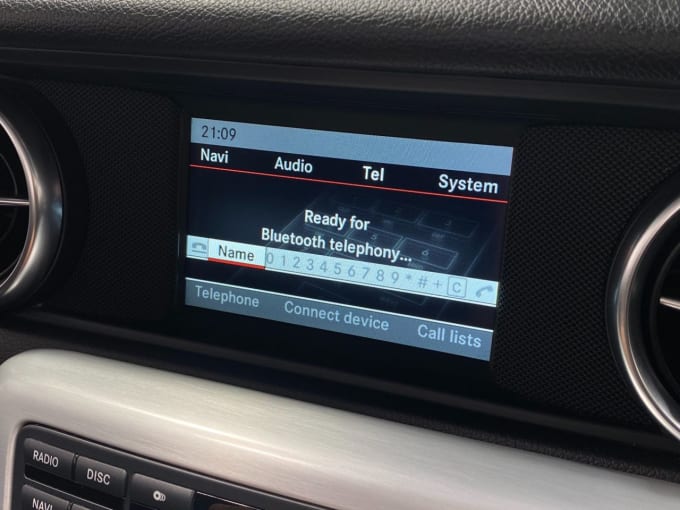 21:09
Navi Audio Tel System
Ready for
Bluetooth telephony...
Name 0 1 2 3 4 5 6 7 8 9 * # + C
Telephone Connect device Call lists
RADIO DISC
NAVI